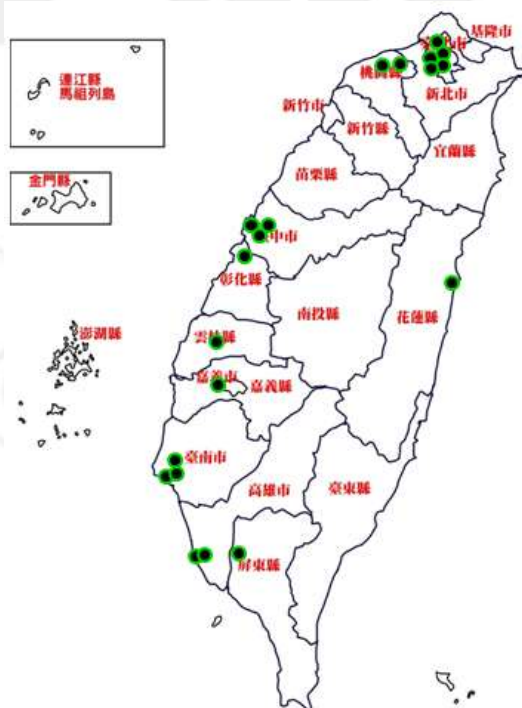 基隆市
桃園縣
新北市
連江縣
馬祖列島
新竹市
新竹縣
宜蘭縣
苗栗縣
金門縣
中市
彰化縣
南投縣
花蓮縣
澎湖縣
雲林縣
嘉義市
嘉義縣
臺南市
高雄市
臺東縣
屏東縣